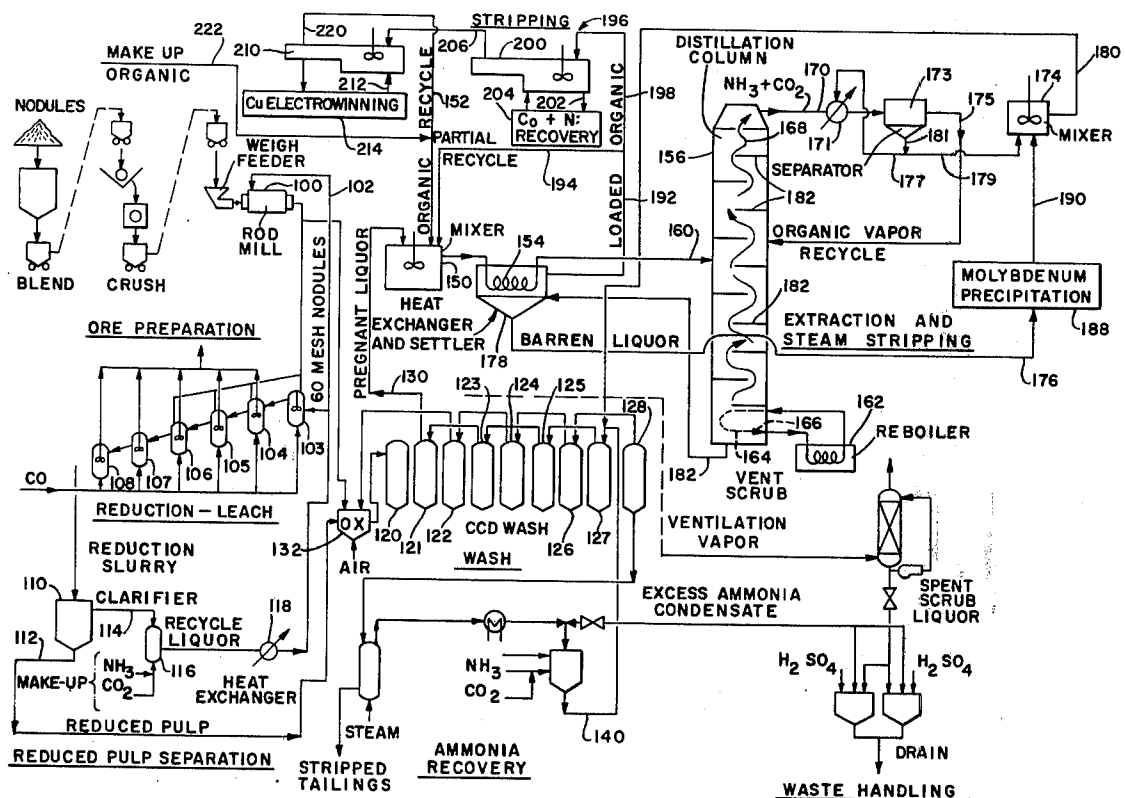 STRIPPING
196
220
222
210
206
200
180
MAKE UP
ORGANIC
212
Cu ELECTROWINNING
214
RECYCLE
152
ORGANIC
204
202
Co + N:
RECOVERY
ORGANIC
LOADED
198
PARTIAL
RECYCLE
194
192
DISTILLATION
COLUMN
NH3+CO2
170
173
175
174
MIXER
171
168
181
156
SEPARATOR
177
179
182
190
NODULES
WEIGH
FEEDER
100
102
ROD
MILL
BLEND
CRUSH
60 MESH NODULES
PREGNANT LIQUOR
MIXER
154
150
HEAT
EXCHANGER
AND SETTLER
178
160
ORGANIC VAPOR
RECYCLE
182
MOLYBDENUM
PRECIPITATION
188
BARREN LIQUOR
EXTRACTION AND
STEAM STRIPPING
176
ORE PREPARATION
130
123
124
125
128
103
104
105
106
107
108
CO
REDUCTION-LEACH
162
166
REBOILER
164
182
VENT
SCRUB
120
121
122
CCD WASH
126
127
WASH
OX
132
AIR
VENTILATION
VAPOR
REDUCTION
SLURRY
110
CLARIFIER
114
RECYCLE
LIQUOR
118
112
116
MAKE-UP
NH3
CO2
HEAT
EXCHANGER
REDUCED PULP
REDUCED PULP SEPARATION
EXCESS AMMONIA
CONDENSATE
SPENT
SCRUB
LIQUOR
NH3
CO2
H2SO4
H2SO4
STEAM
140
STRIPPED
TAILINGS
AMMONIA
RECOVERY
DRAIN
WASTE HANDLING